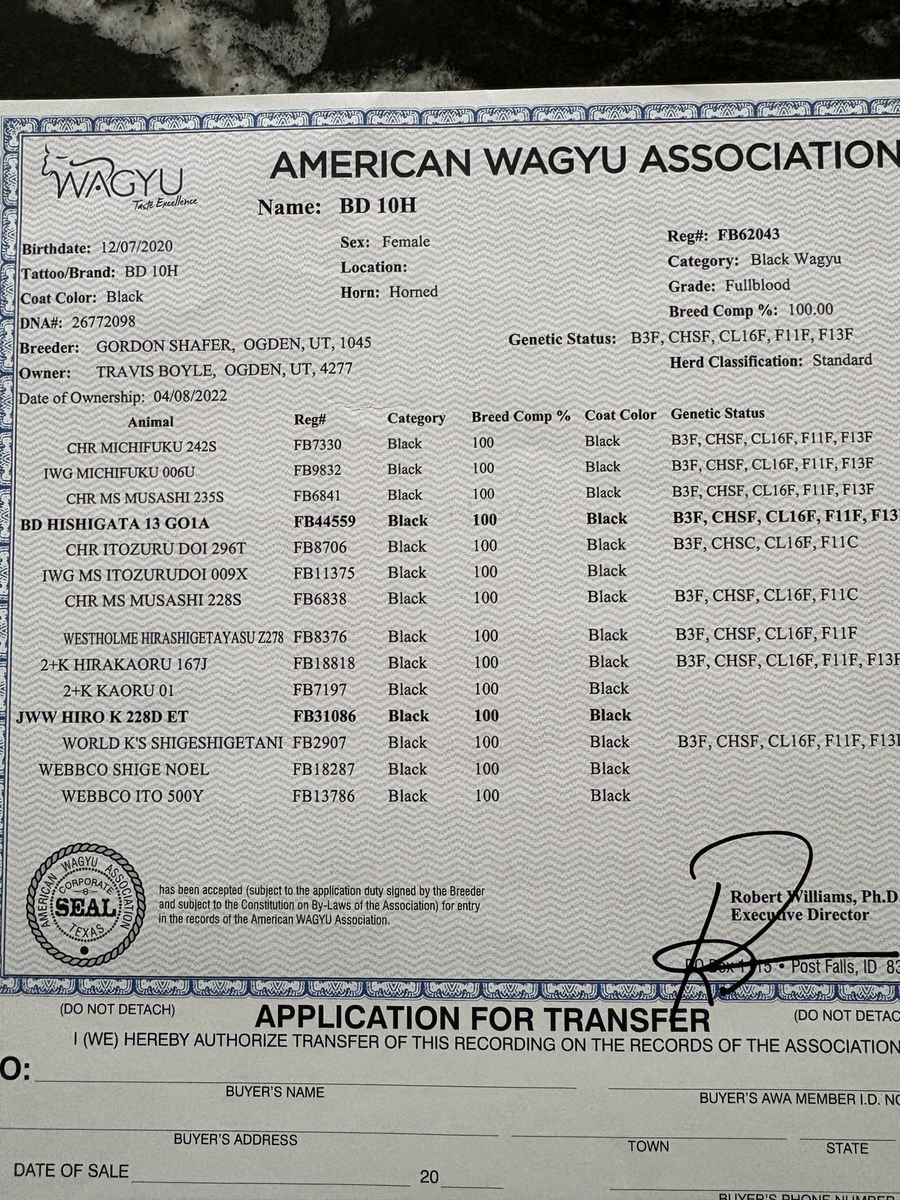 WAGYU
Taste Excellence
AMERICAN WAGYU ASSOCIATION
Name: BD 10H
Birthdate: 12/07/2020
Sex: Female
Reg#: FB62043
Tattoo/Brand: BD 10H
Location:
Category: Black Wagyu
Coat Color: Black
Horn: Horned
Grade: Fullblood
DNA#: 26772098
Breed Comp %: 100.00
Breeder: GORDON SHAFER, OGDEN, UT, 1045
Genetic Status: B3F, CHSF, CL16F, F11F, F13F
Owner: TRAVIS BOYLE, OGDEN, UT, 4277
Herd Classification: Standard
Date of Ownership: 04/08/2022
Animal Reg# Category Breed Comp % Coat Color Genetic Status
CHR MICHIFUKU 242S FB7330 Black 100 Black B3F, CHSF, CL16F, F11F, F13F
IWG MICHIFUKU 006U FB9832 Black 100 Black B3F, CHSF, CL16F, F11F, F13F
CHR MS MUSASHI 235S FB6841 Black 100 Black B3F, CHSF, CL16F, F11F, F13F
BD HISHIGATA 13 GO1A FB44559 Black 100 Black B3F, CHSF, CL16F, F11F, F13
CHR ITOZURU DOI 296T FB8706 Black 100 Black B3F, CHSC, CL16F, F11C
IWG MS ITOZURUDOI 009X FB11375 Black 100 Black
CHR MS MUSASHI 228S FB6838 Black 100 Black B3F, CHSF, CL16F, F11C
WESTHOLME HIRASHIGETAYASU Z278 FB8376 Black 100 Black B3F, CHSF, CL16F, F11F
2+K HIRAKAORU 167J FB18818 Black 100 Black B3F, CHSF, CL16F, F11F, F13F
2+K KAORU 01 FB7197 Black 100 Black
JWW HIRO K 228D ET FB31086 Black 100 Black
WORLD K'S SHIGESHIGETANI FB2907 Black 100 Black B3F, CHSF, CL16F, F11F, F13
WEBBCO SHIGE NOEL FB18287 Black 100 Black
WEBBCO ITO 500Y FB13786 Black 100 Black
AMERICAN WAGYU ASSOCIATION
CORPORATE
SEAL
TEXAS
has been accepted (subject to the application duty signed by the Breeder
and subject to the Constitution on By-Laws of the Association) for entry
in the records of the American WAGYU Association.
Robert Williams, Ph.D.
Executive Director
PO Box 1115 • Post Falls, ID 83
(DO NOT DETACH)
APPLICATION FOR TRANSFER
(DO NOT DETAC
I (WE) HEREBY AUTHORIZE TRANSFER OF THIS RECORDING ON THE RECORDS OF THE ASSOCIATION
O:
BUYER'S NAME
BUYER'S AWA MEMBER I.D. NO
BUYER'S ADDRESS
TOWN
STATE
DATE OF SALE
20
BUYER'S PHONE NUMBER